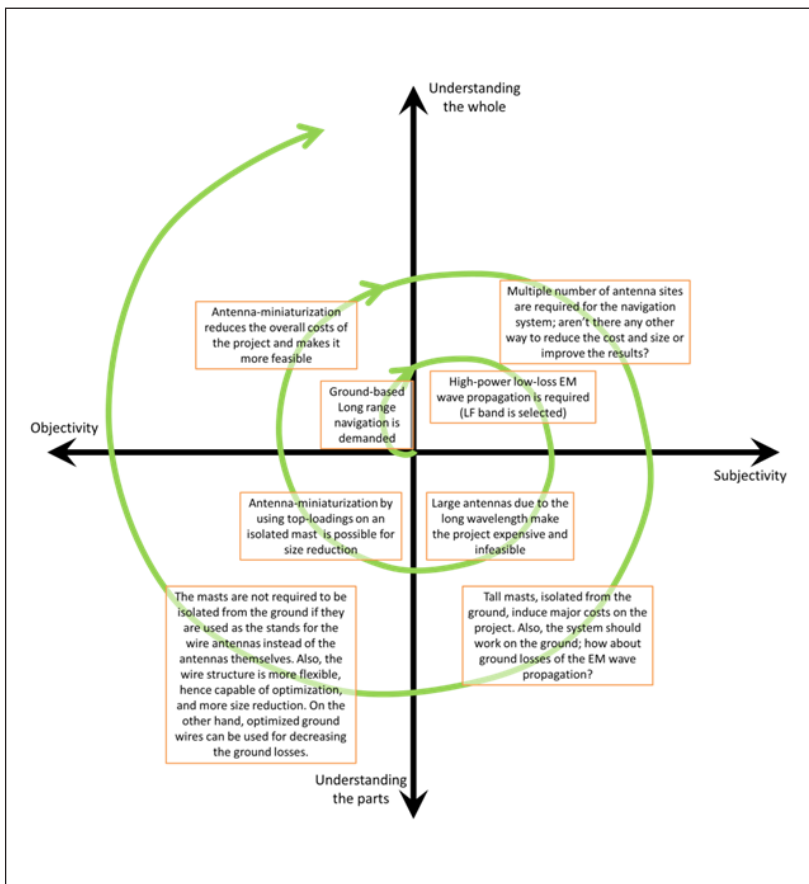 Understanding
the whole
Antenna-miniaturization
reduces the overall costs of
the project and makes it
more feasible
Multiple number of antenna sites
are required for the navigation
system; aren't there any other
way to reduce the cost and size or
improve the results?
Ground-based
Long range
navigation is
demanded
High-power low-loss EM
wave propagation is required
(LF band is selected)
Objectivity
Subjectivity
Antenna-miniaturization by
using top-loadings on an
isolated mast is possible for
size reduction
Large antennas due to the
long wavelength make
the project expensive and
infeasible
The masts are not required to be
isolated from the ground if they
are used as the stands for the
wire antennas instead of the
antennas themselves. Also, the
wire structure is more flexible,
hence capable of optimization,
and more size reduction. On the
other hand, optimized ground
wires can be used for decreasing
the ground losses.
Tall masts, isolated from the
ground, induce major costs on the
project. Also, the system should
work on the ground; how about
ground losses of the EM wave
propagation?
Understanding
the parts